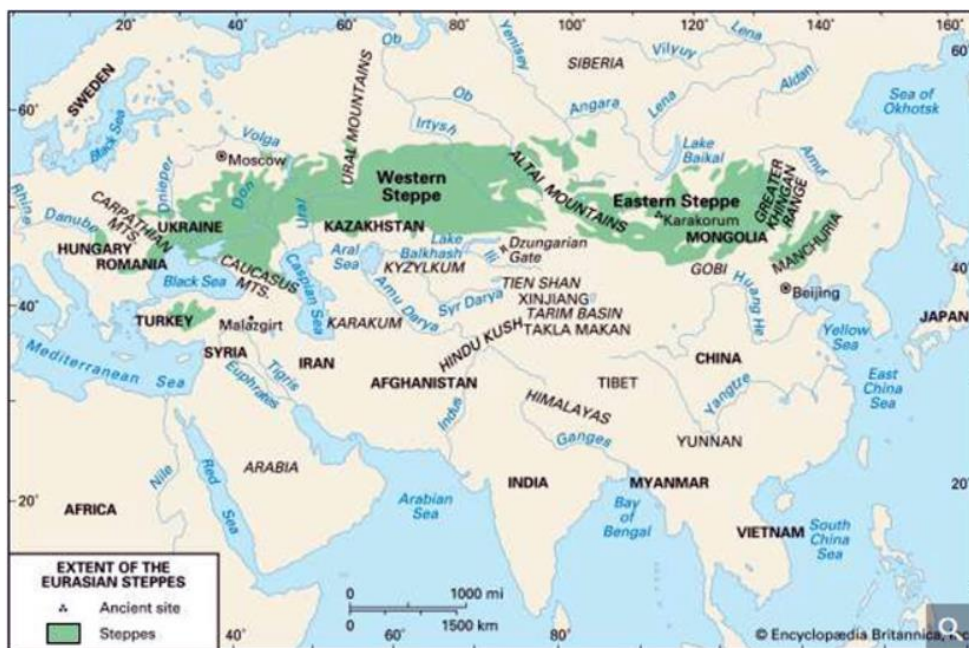 20°
0°
20°
40°
60°
80°
100°
120°
140°
160°
60°
SWEDEN
Black Sea
Ob
Yenisey
Lena
Vilyuy
SIBERIA
Aldan
Sea of
Okhotsk
60°
Volga
Moscow
URAL MOUNTAINS
Ob
Irtysh
Angara
Lena
Lake
Baikal
Amur
Rhine
Dnieper
Don
Western
Steppe
ALTAI MOUNTAINS
Eastern Steppe
Karakorum
GREATER
KHINGAN
RANGE
Danube
CARPATHIAN
MTS.
UKRAINE
Ural
KAZAKHSTAN
MONGOLIA
MANCHURIA
HUNGARY
ROMANIA
Aral
Sea
Lake
Balkhash
Ili
Dzungarian
Gate
GOBI
40°
Black Sea
CAUCASUS
MTS.
Caspian Sea
KYZYLKUM
TIEN SHAN
Huang He
Beijing
40°
TURKEY
Malazgirt
KARAKUM
Amu Darya
Syr Darya
XINJIANG
TARIM BASIN
TAKLA MAKAN
Yellow
Sea
JAPAN
Mediterranean Sea
SYRIA
Euphrates
Tigris
IRAN
AFGHANISTAN
HINDU KUSH
TIBET
CHINA
Yangtze
East
China
Sea
Indus
HIMALAYAS
Ganges
YUNNAN
Nile
Red
Sea
ARABIA
20°
AFRICA
Arabian
Sea
INDIA
Bay
of
Bengal
MYANMAR
VIETNAM
South
China
Sea
20°
EXTENT OF THE
EURASIAN STEPPES
Ancient site
Steppes
0 1000 mi
0 1500 km
40°
60°
80°
© Encyclopædia Britannica,